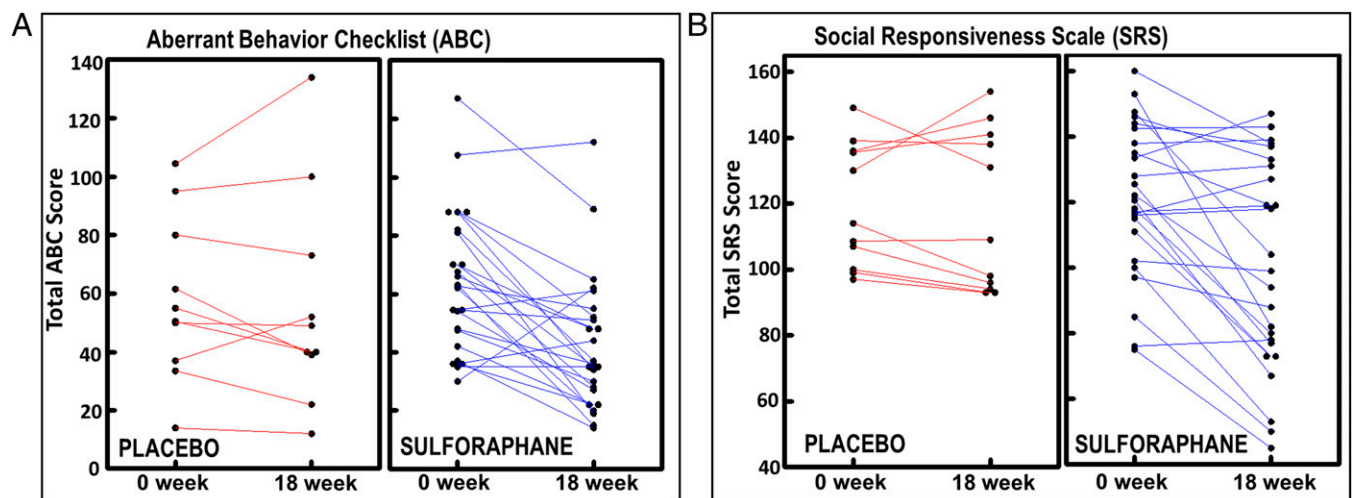 A
Aberrant Behavior Checklist (ABC)
Total ABC Score
140
120
100
80
60
40
20
0
PLACEBO
SULFORAPHANE
0 week
18 week
0 week
18 week
B
Social Responsiveness Scale (SRS)
Total SRS Score
160
140
120
100
80
60
40
PLACEBO
SULFORAPHANE
0 week
18 week
0 week
18 week